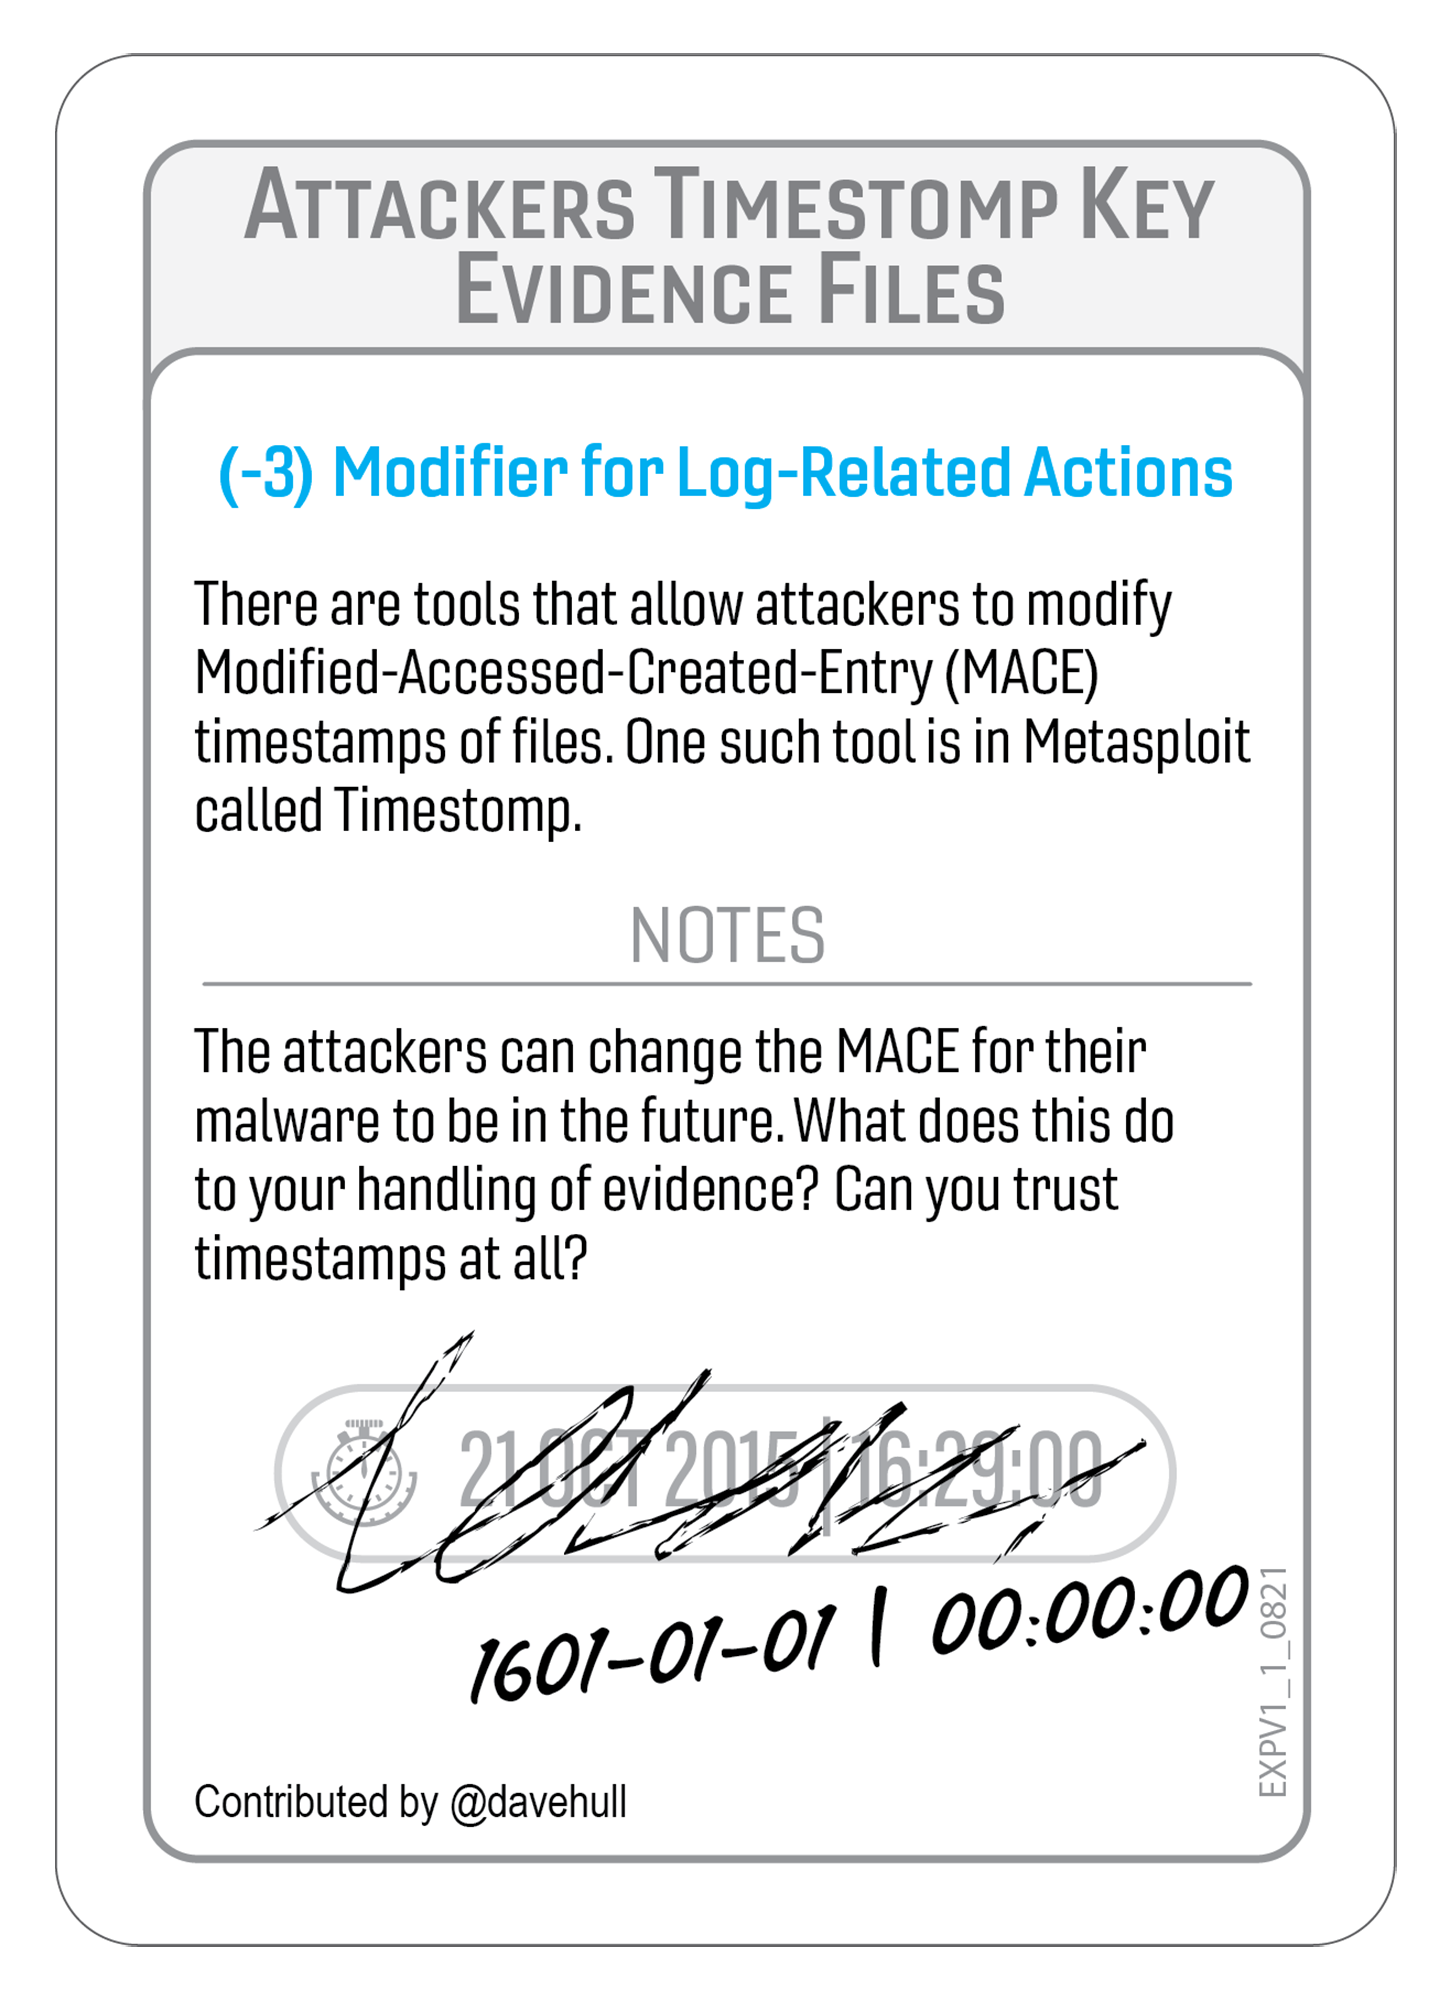 ATTACKERS TIMESTOMP KEY
EVIDENCE FILES
(-3) Modifier for Log-Related Actions
There are tools that allow attackers to modify
Modified-Accessed-Created-Entry (MACE)
timestamps of files. One such tool is in Metasploit
called Timestomp.
NOTES
The attackers can change the MACE for their
malware to be in the future. What does this do
to your handling of evidence? Can you trust
timestamps at all?
21 OCT 2015 | 16:29:00
1601-01-01 | 00:00:00
EXPV1_1_0821
Contributed by @davehull